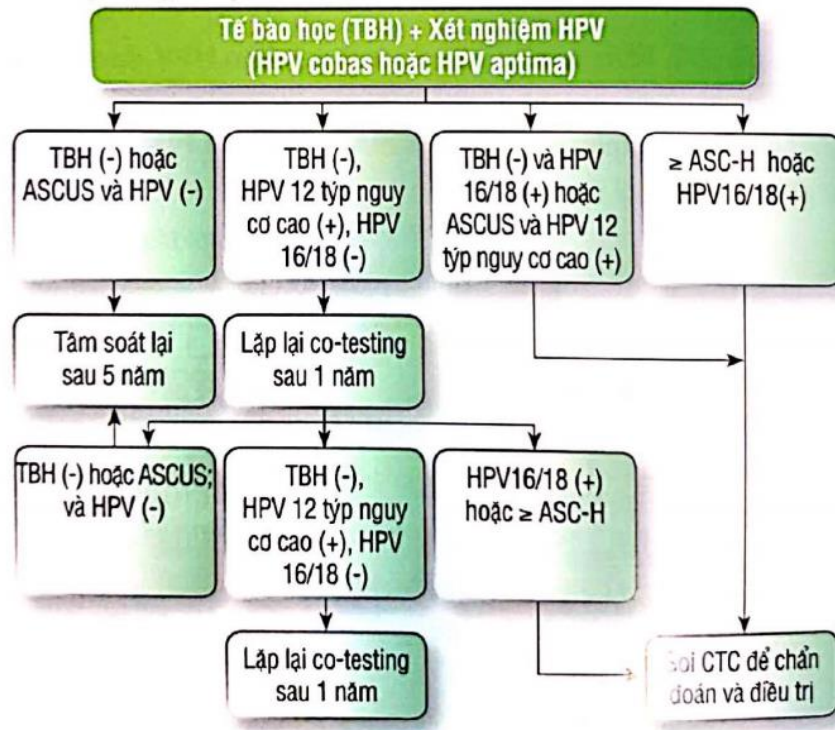 Tế bào học (TBH) + Xét nghiệm HPV
(HPV cobas hoặc HPV aptima)
TBH (-) hoặc
ASCUS và HPV (-)
TBH (-),
HPV 12 týp nguy
cơ cao (+), HPV
16/18 (-)
TBH (-) và HPV
16/18 (+) hoặc
ASCUS và HPV 12
týp nguy cơ cao (+)
≥ ASC-H hoặc
HPV16/18(+)
Tầm soát lại
sau 5 năm
Lặp lại co-testing
sau 1 năm
TBH (-) hoặc ASCUS;
và HPV (-)
TBH (-),
HPV 12 týp nguy
cơ cao (+), HPV
16/18 (-)
HPV16/18 (+)
hoặc ≥ ASC-H
Lặp lại co-testing
sau 1 năm
Soi CTC để chẩn
đoán và điều trị